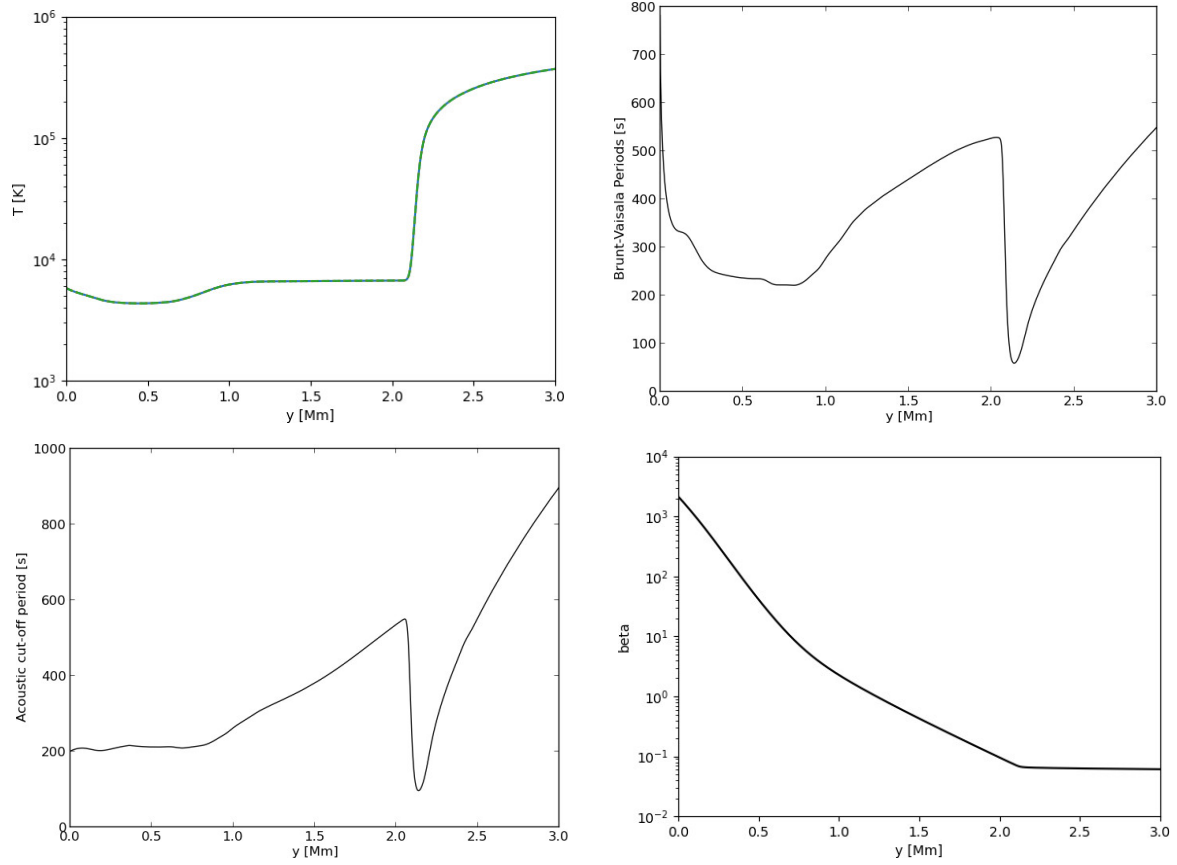 10^6
10^5
10^4
10^3
T [K]
0.0 0.5 1.0 1.5 2.0 2.5 3.0
y [Mm]
800
700
600
500
400
300
200
100
0
Brunt-Vaisala Periods [s]
0.0 0.5 1.0 1.5 2.0 2.5 3.0
y [Mm]
1000
800
600
400
200
0
Acoustic cut-off period [s]
0.0 0.5 1.0 1.5 2.0 2.5 3.0
y [Mm]
10^4
10^3
10^2
10^1
10^0
10^-1
10^-2
beta
0.0 0.5 1.0 1.5 2.0 2.5 3.0
y [Mm]